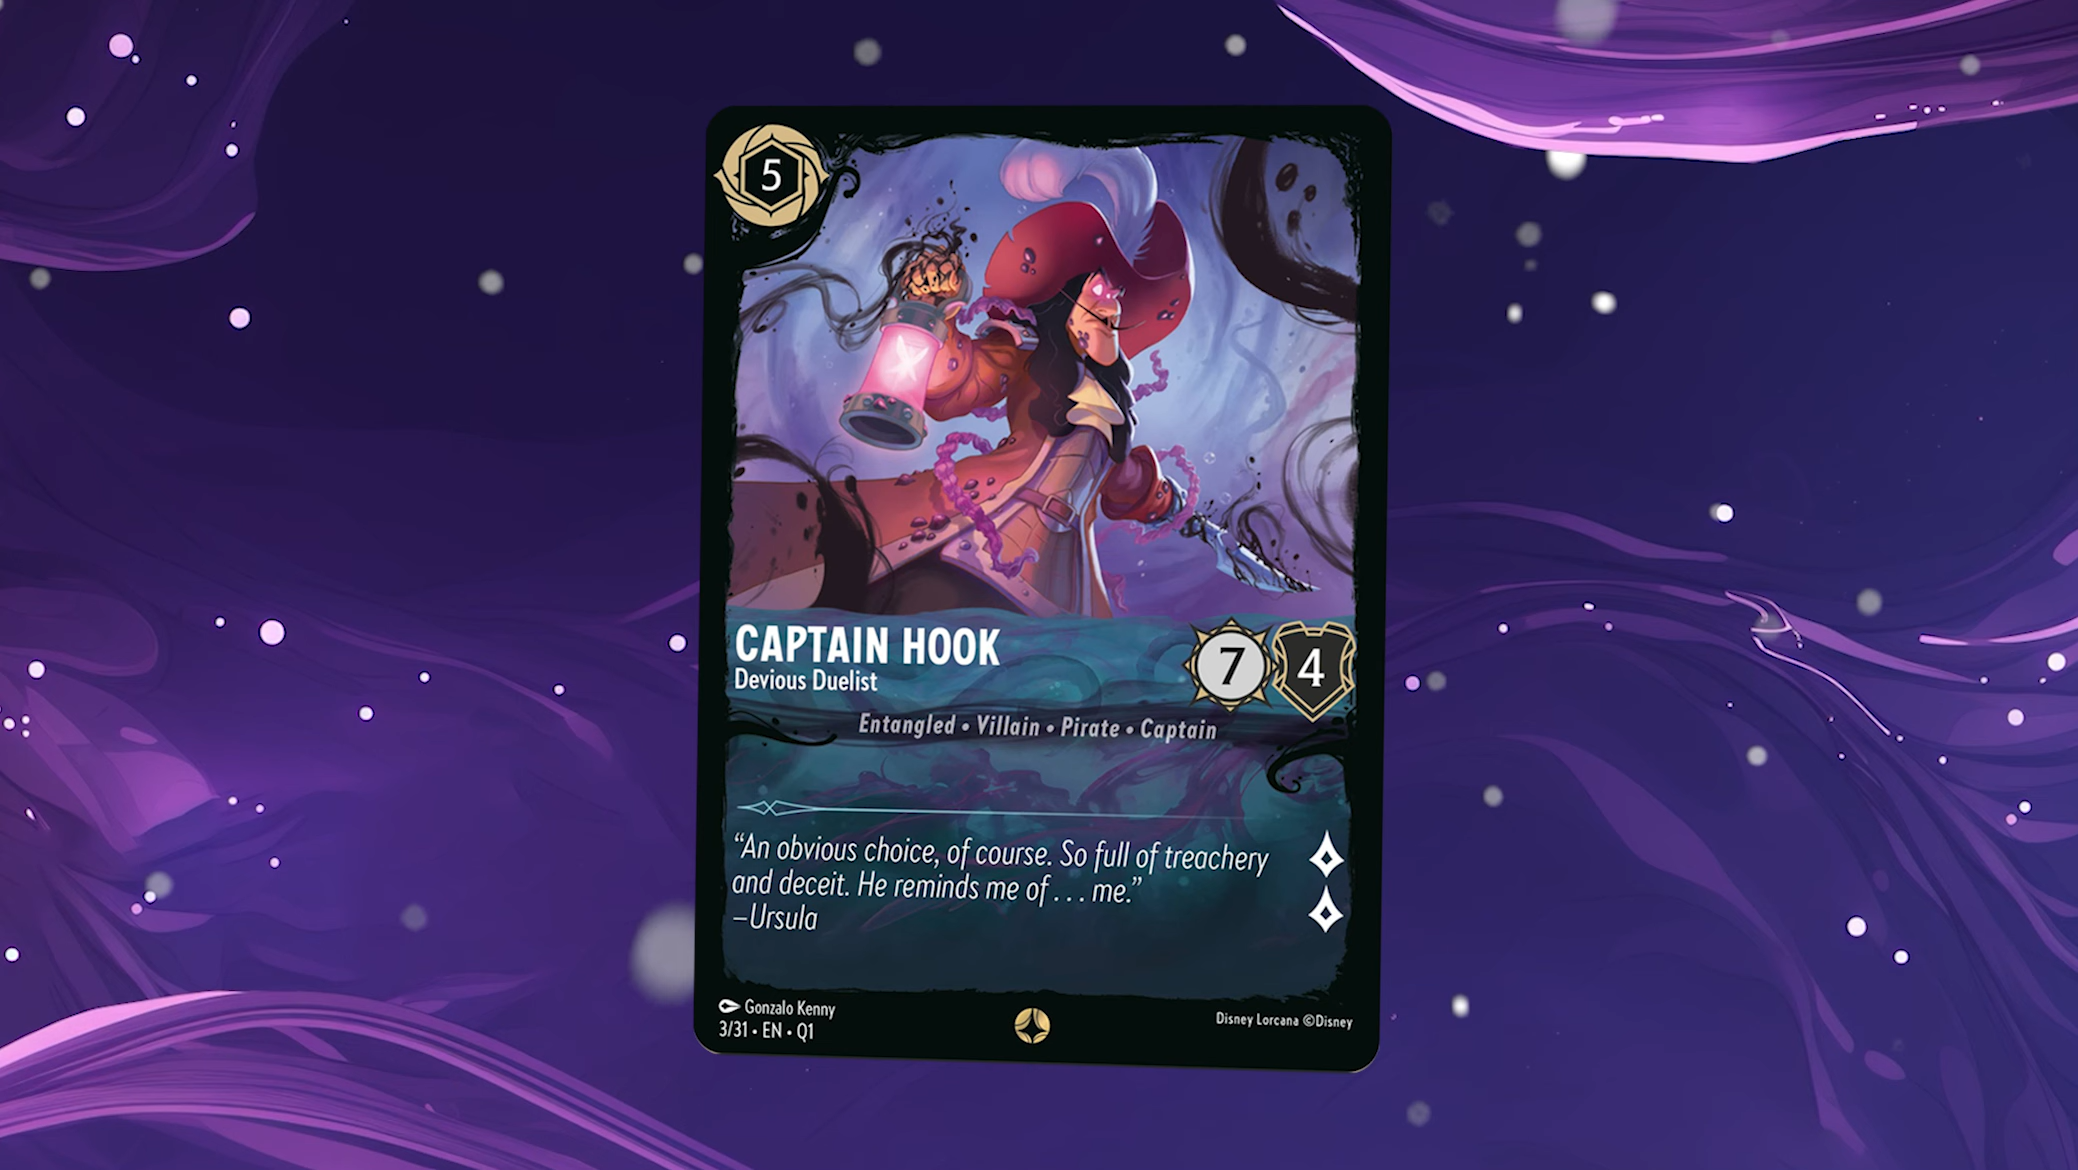 5
CAPTAIN HOOK
Devious Duelist
7 4
Entangled • Villain • Pirate • Captain
“An obvious choice, of course. So full of treachery
and deceit. He reminds me of . . . me.”
–Ursula
Gonzalo Kenny
3/31 • EN • Q1
Disney Lorcana ©Disney